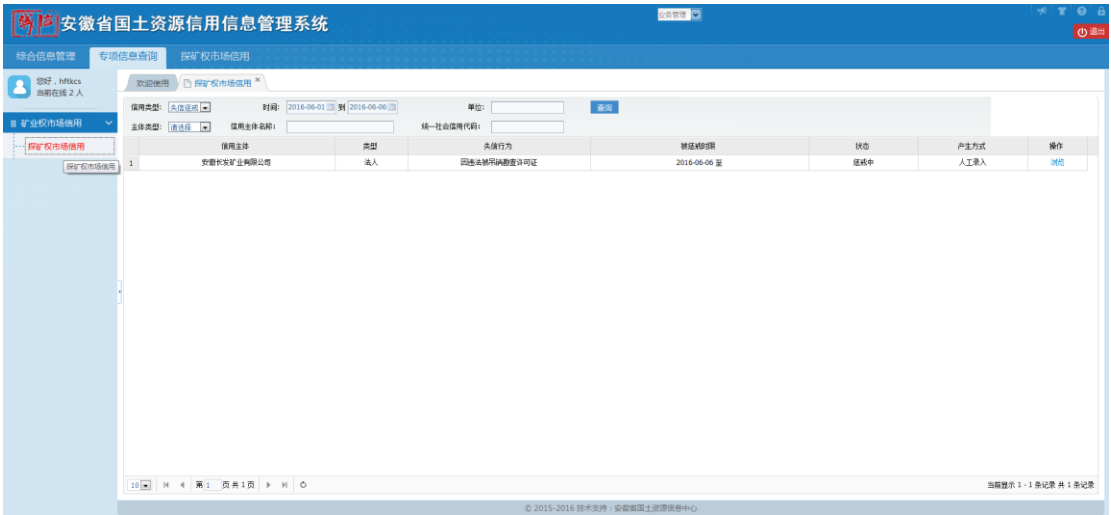 诚信 安徽省国土资源信用信息管理系统
业务管理
退出
综合信息管理 专项信息查询 探矿权市场信用
您好，hftkcs
当前在线 2 人
欢迎使用 探矿权市场信用
信用类型: 失信惩戒 时间: 2016-06-01 到 2016-06-06 单位: 查询
矿业权市场信用
主体类型: 请选择 信用主体名称: 统一社会信用代码:
探矿权市场信用
信用主体 类型 失信行为 被惩戒时限 状态 产生方式 操作
探矿权市场信用
1 安徽长发矿业有限公司 法人 因违法被吊销勘查许可证 2016-06-06 至 惩戒中 人工录入 浏览
10 第 1 页共1页 当前显示 1 - 1 条记录 共 1 条记录
© 2015-2016 技术支持：安徽省国土资源信息中心